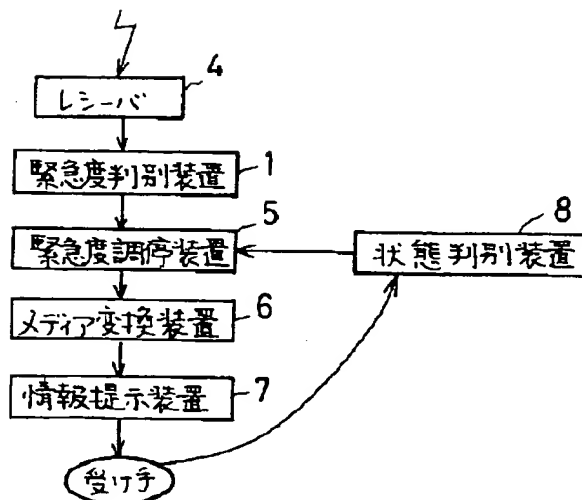 4
レシーバ
緊急度判別装置
1
5
緊急度調停装置
8
状態判別装置
メディア変換装置
6
情報提示装置
7
受け手